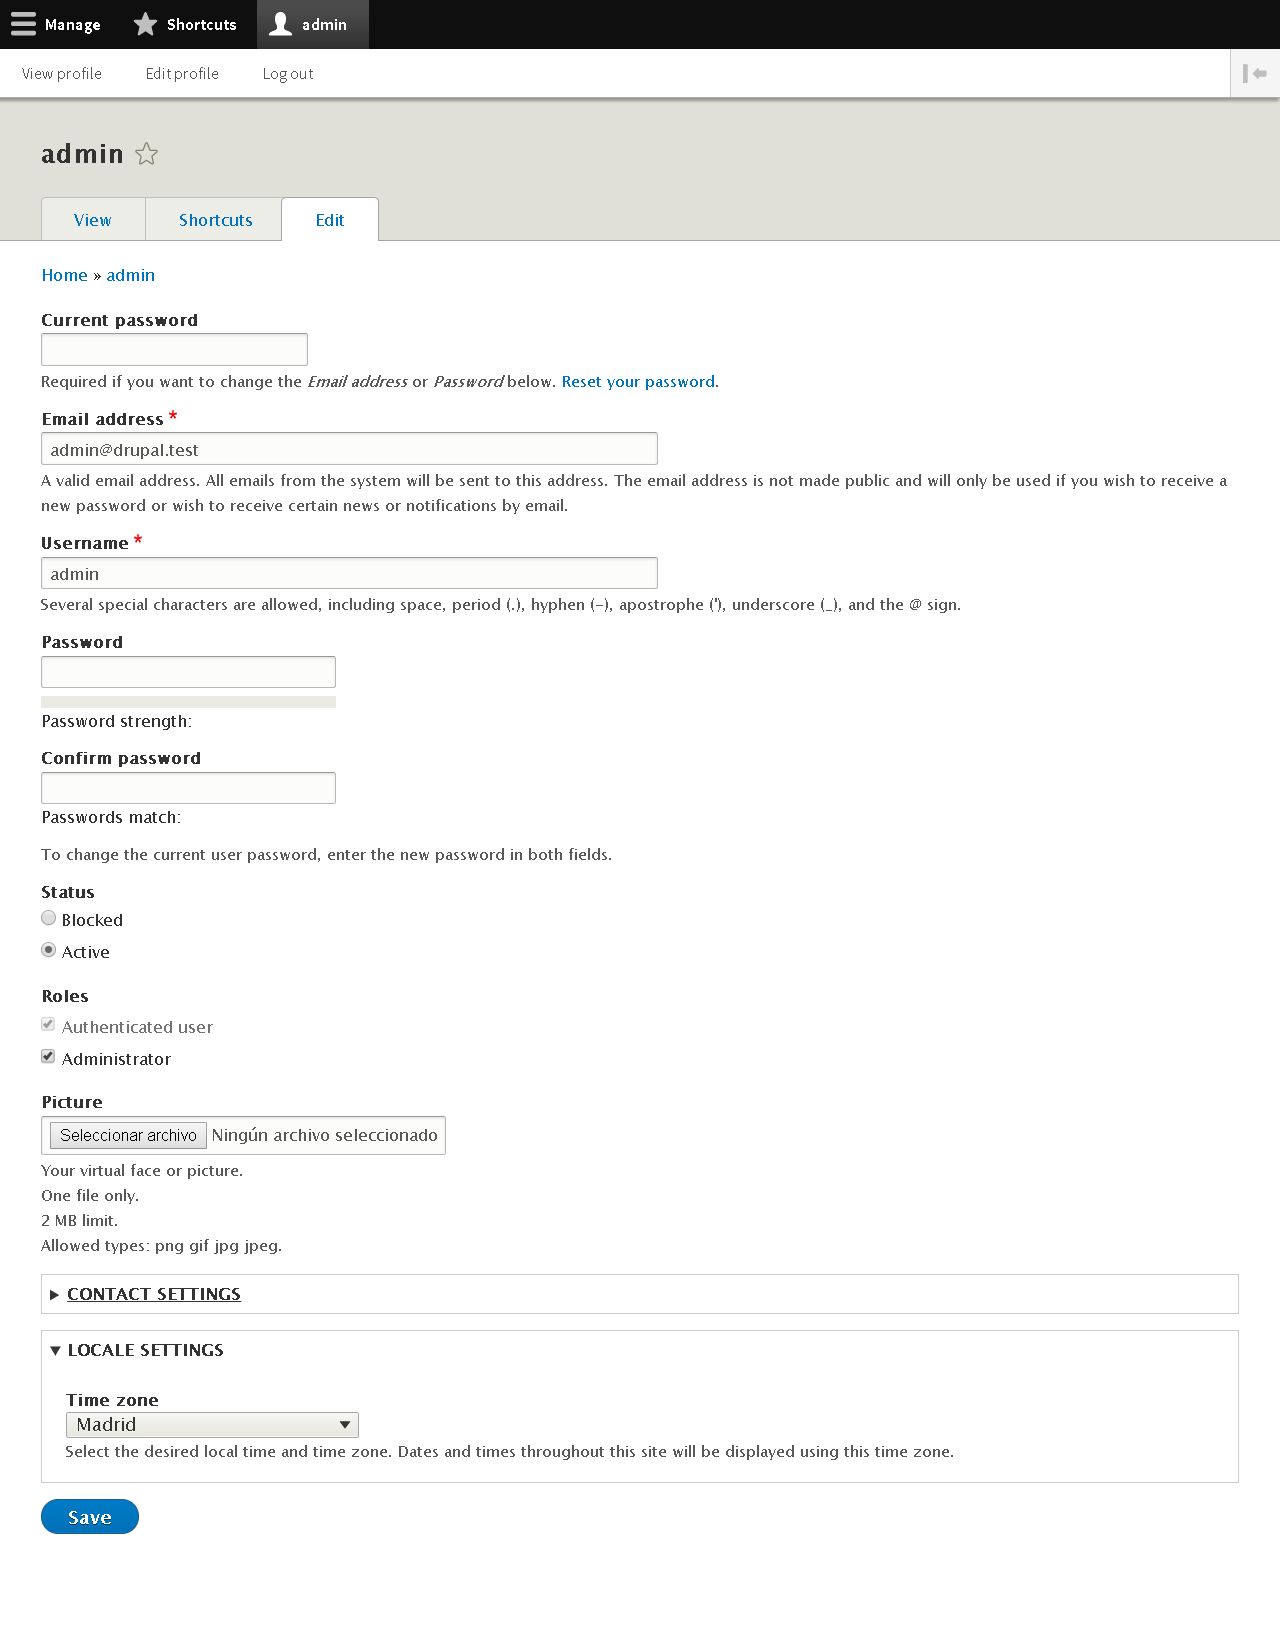 Manage Shortcuts admin
View profile Edit profile Log out
admin
View Shortcuts Edit
Home » admin
Current password
Required if you want to change the Email address or Password below. Reset your password.
Email address *
admin@drupal.test
A valid email address. All emails from the system will be sent to this address. The email address is not made public and will only be used if you wish to receive a
new password or wish to receive certain news or notifications by email.
Username *
admin
Several special characters are allowed, including space, period (.), hyphen (-), apostrophe ('), underscore (_), and the @ sign.
Password
Password strength:
Confirm password
Passwords match:
To change the current user password, enter the new password in both fields.
Status
Blocked
Active
Roles
Authenticated user
Administrator
Picture
Seleccionar archivo Ningún archivo seleccionado
Your virtual face or picture.
One file only.
2 MB limit.
Allowed types: png gif jpg jpeg.
CONTACT SETTINGS
LOCALE SETTINGS
Time zone
Madrid
Select the desired local time and time zone. Dates and times throughout this site will be displayed using this time zone.
Save